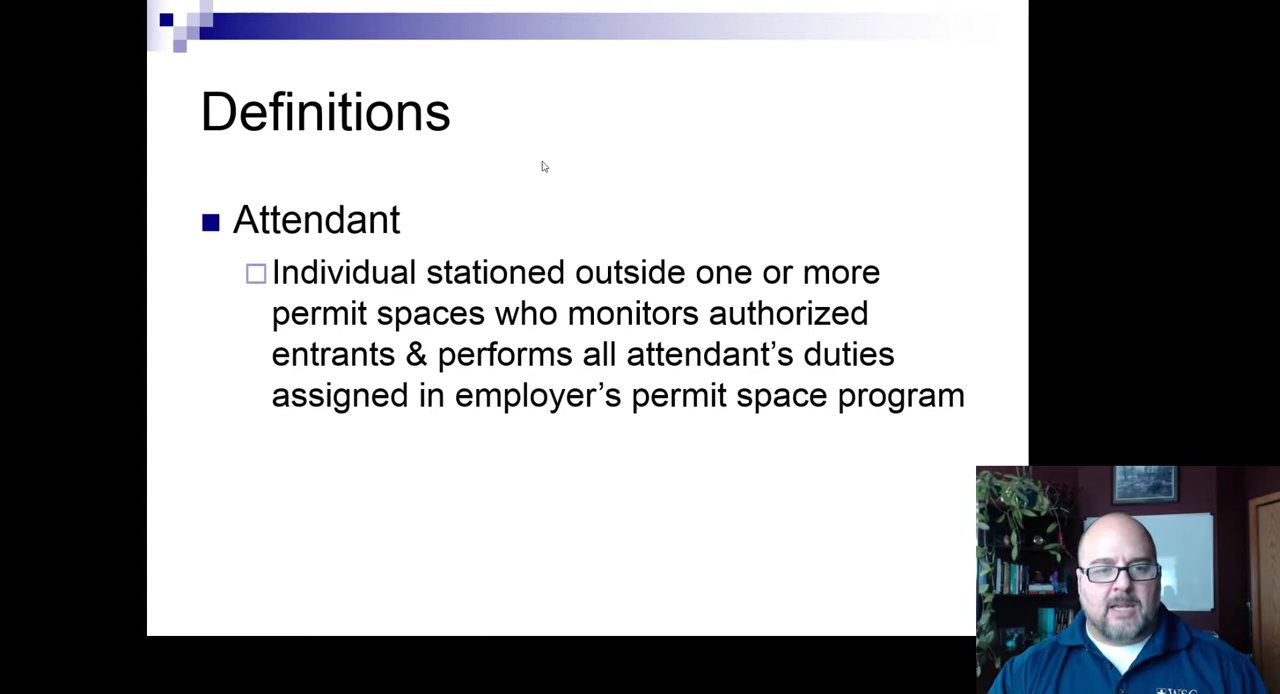 Definitions
Attendant
Individual stationed outside one or more
permit spaces who monitors authorized
entrants & performs all attendant’s duties
assigned in employer’s permit space program
WSC